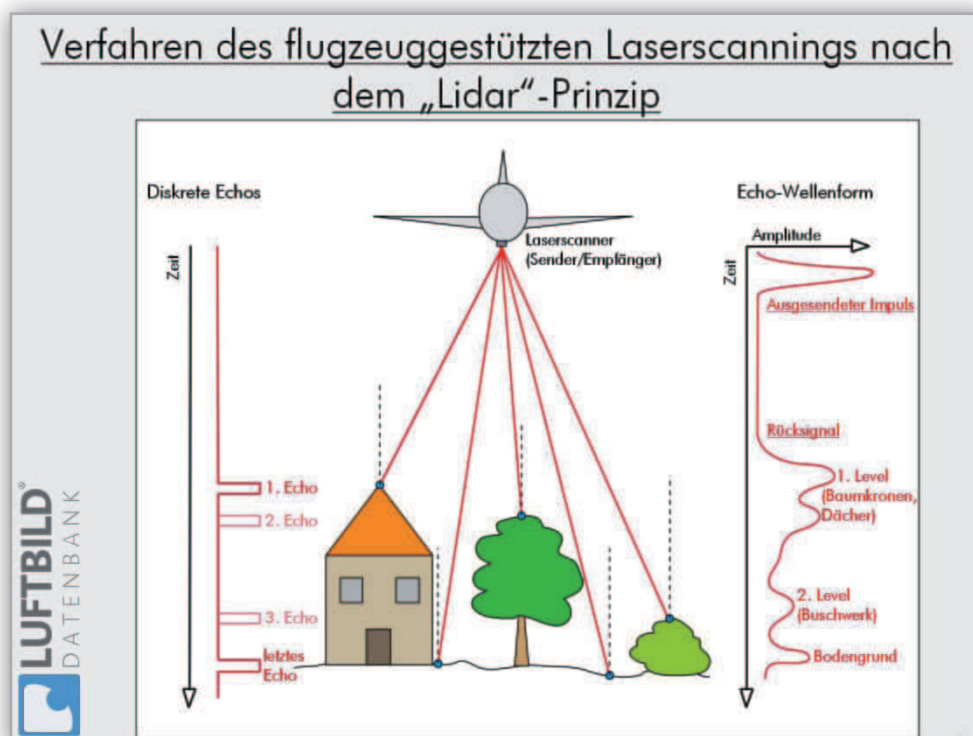 Verfahren des flugzeuggestützten Laserscannings nach
dem „Lidar“-Prinzip
Diskrete Echos
Echo-Wellenform
Laserscanner
(Sender/Empfänger)
Zeit
Amplitude
Zeit
Ausgesendeter Impuls
Rücksignal
1. Echo
2. Echo
3. Echo
letztes
Echo
1. Level
(Baumkronen,
Dächer)
2. Level
(Buschwerk)
Bodengrund
LUFTBILD®
DATENBANK